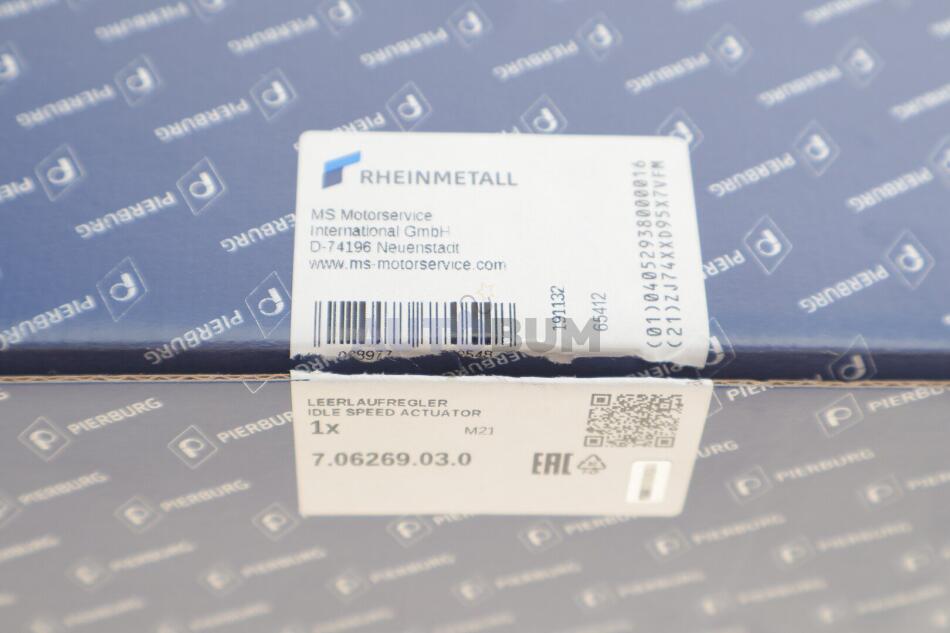 RHEINMETALL
MS Motorservice
International GmbH
D-74196 Neuenstadt
www.ms-motorservice.com
191132
65412
(01)04052938000016
(21)ZJ74XXD95X7VFM
LEERLAUFREGLER
IDLE SPEED ACTUATOR
1x
M21
7.06269.03.0
EAC
PIERBURG